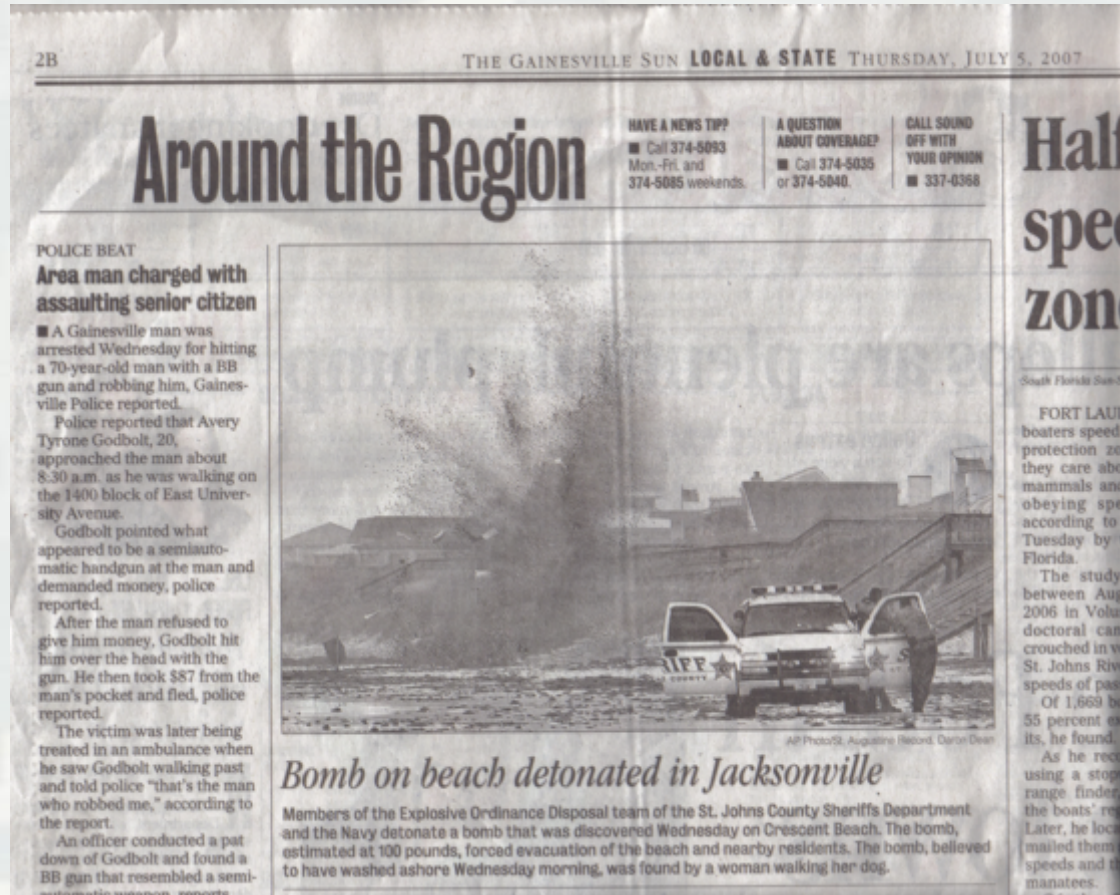 2B
THE GAINESVILLE SUN LOCAL & STATE THURSDAY, JULY 5, 2007
Around the Region
HAVE A NEWS TIP?
■ Call 374-5093
Mon.-Fri. and
374-5085 weekends.
A QUESTION
ABOUT COVERAGE?
■ Call 374-5035
or 374-5040.
CALL SOUND
OFF WITH
YOUR OPINION
■ 337-0368
POLICE BEAT
Area man charged with
assaulting senior citizen
■ A Gainesville man was
arrested Wednesday for hitting
a 70-year-old man with a BB
gun and robbing him, Gaines-
ville Police reported.
Police reported that Avery
Tyrone Godbolt, 20,
approached the man about
8:30 a.m. as he was walking on
the 1400 block of East Univer-
sity Avenue.
Godbolt pointed what
appeared to be a semiauto-
matic handgun at the man and
demanded money, police
reported.
After the man refused to
give him money, Godbolt hit
him over the head with the
gun. He then took $87 from the
man's pocket and fled, police
reported.
The victim was later being
treated in an ambulance when
he saw Godbolt walking past
and told police "that's the man
who robbed me," according to
the report.
An officer conducted a pat
down of Godbolt and found a
BB gun that resembled a semi-
automatic weapon, reports
RIFF
COUNTY
S
AP Photo/St. Augustine Record, Daron Dean
Bomb on beach detonated in Jacksonville
Members of the Explosive Ordinance Disposal team of the St. Johns County Sheriffs Department
and the Navy detonate a bomb that was discovered Wednesday on Crescent Beach. The bomb,
estimated at 100 pounds, forced evacuation of the beach and nearby residents. The bomb, believed
to have washed ashore Wednesday morning, was found by a woman walking her dog.
Hal
spee
zon
South Florida Sun-
FORT LAU
boaters speed
protection zo
they care abo
mammals and
obeying spe
according to
Tuesday by
Florida.
The study
between Aug
2006 in Volu
doctoral ca
crouched in v
St. Johns Riv
speeds of pas
Of 1,669 b
55 percent e
its, he found.
As he rec
using a stop
range finder,
the boats' r
Later, he loc
mailed them
speeds and
manatees.